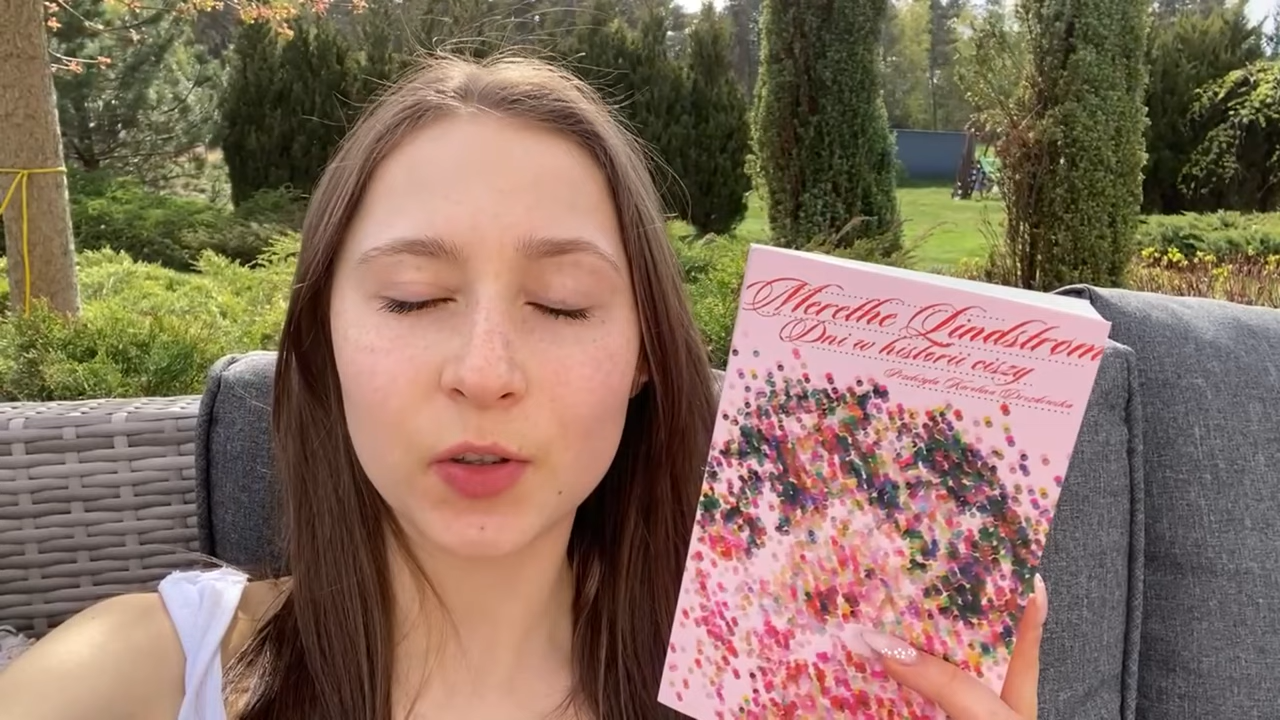 Merethe Lindstrøm
Dni w historii ciszy
Przełożyła Karolina Drozdowska